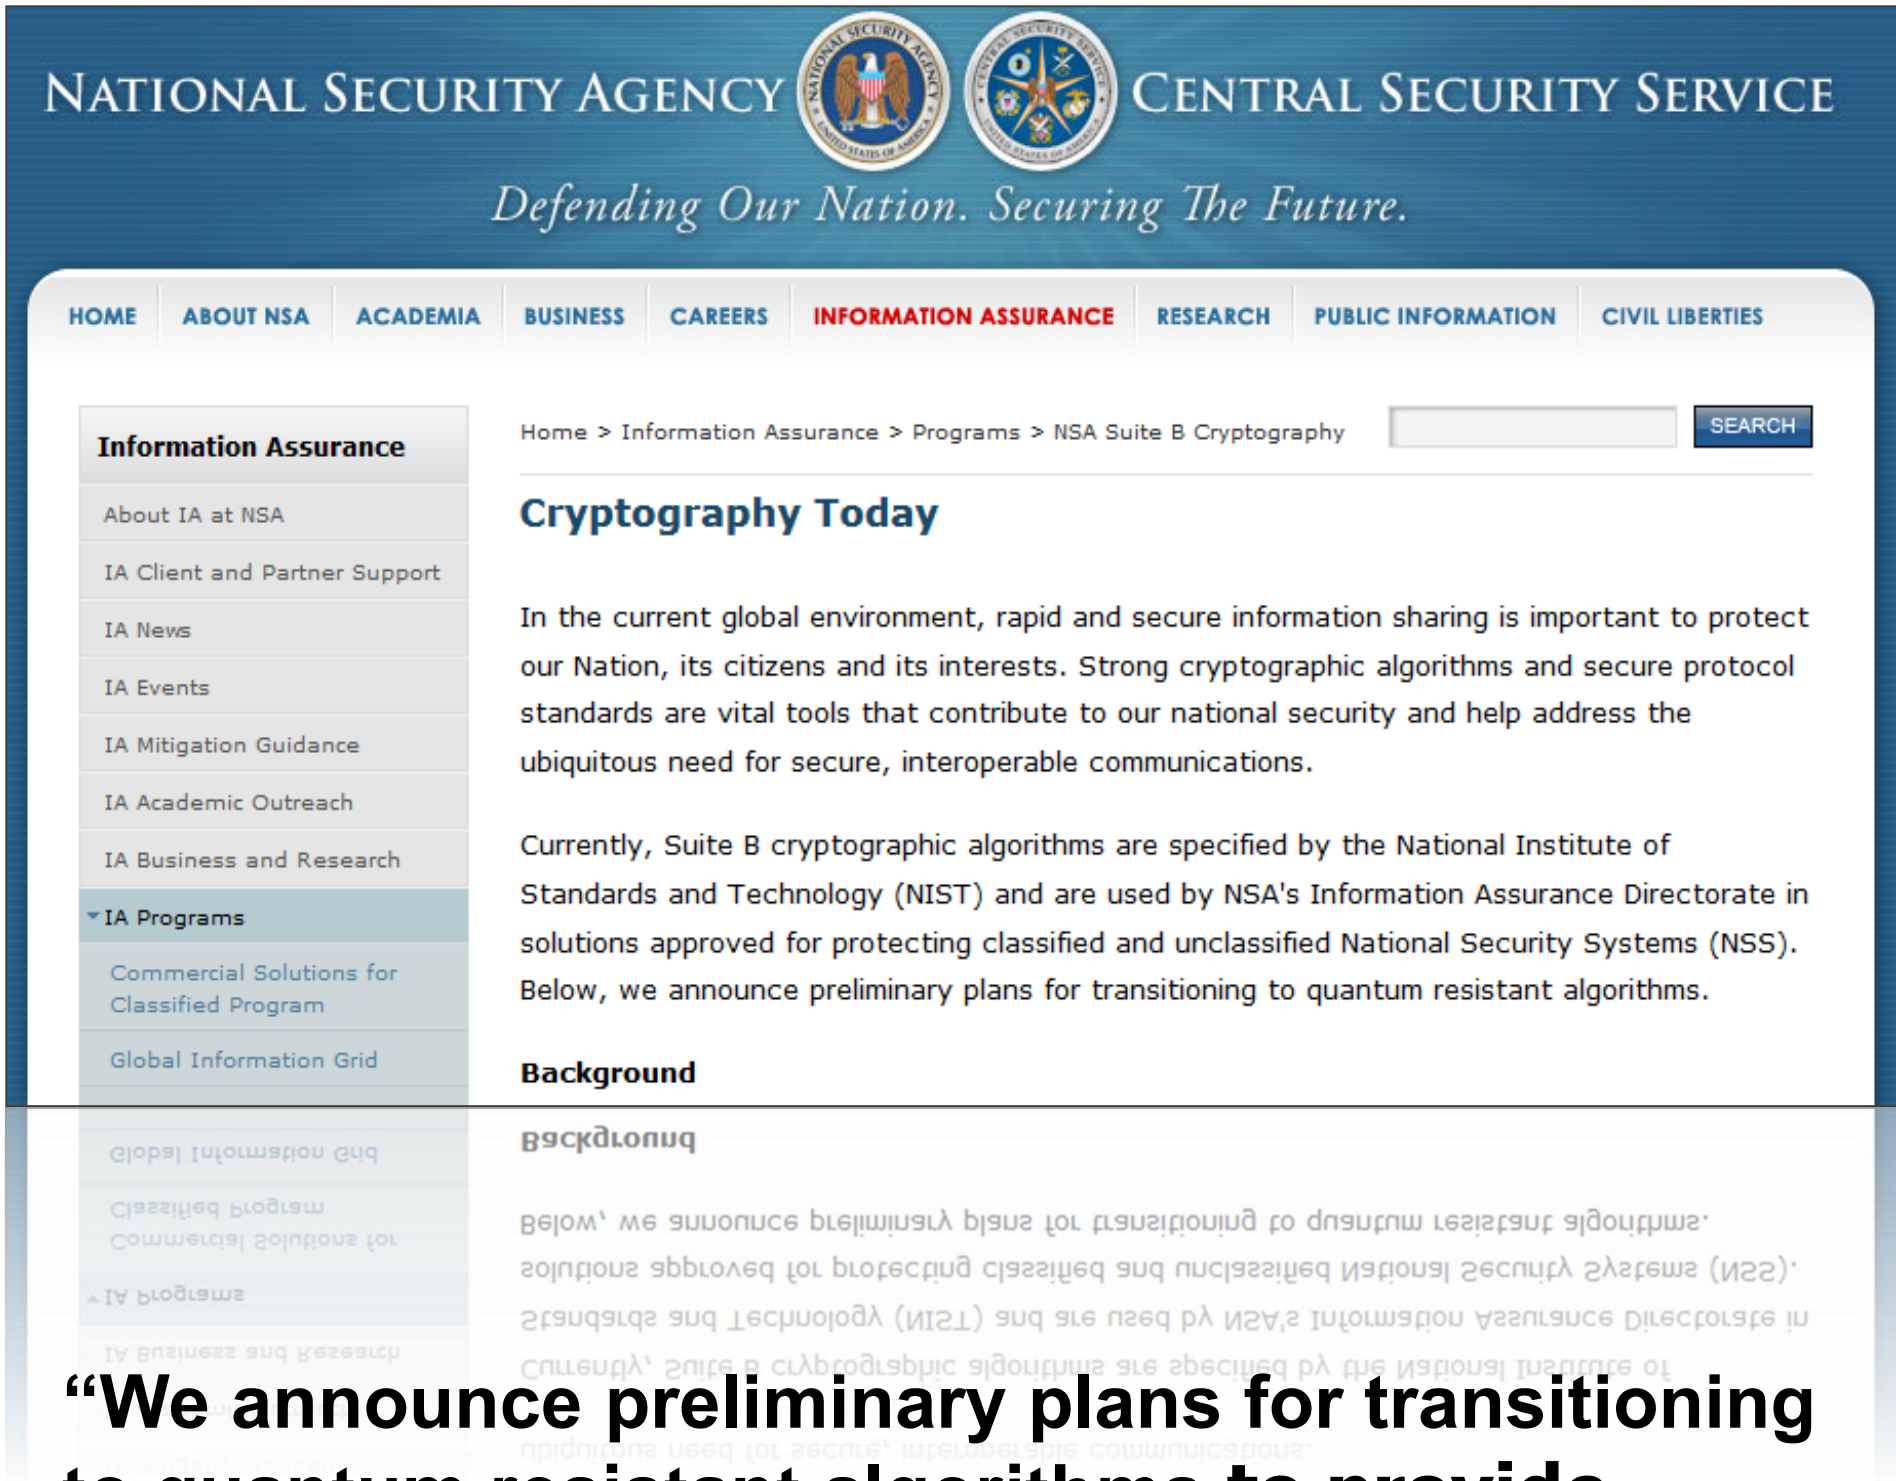 NATIONAL SECURITY AGENCY
CENTRAL SECURITY SERVICE
Defending Our Nation. Securing The Future.
HOME
ABOUT NSA
ACADEMIA
BUSINESS
CAREERS
INFORMATION ASSURANCE
RESEARCH
PUBLIC INFORMATION
CIVIL LIBERTIES
Information Assurance
About IA at NSA
IA Client and Partner Support
IA News
IA Events
IA Mitigation Guidance
IA Academic Outreach
IA Business and Research
IA Programs
Commercial Solutions for
Classified Program
Global Information Grid
Home > Information Assurance > Programs > NSA Suite B Cryptography
SEARCH
Cryptography Today
In the current global environment, rapid and secure information sharing is important to protect
our Nation, its citizens and its interests. Strong cryptographic algorithms and secure protocol
standards are vital tools that contribute to our national security and help address the
ubiquitous need for secure, interoperable communications.
Currently, Suite B cryptographic algorithms are specified by the National Institute of
Standards and Technology (NIST) and are used by NSA's Information Assurance Directorate in
solutions approved for protecting classified and unclassified National Security Systems (NSS).
Below, we announce preliminary plans for transitioning to quantum resistant algorithms.
Background
“We announce preliminary plans for transitioning
to quantum resistant algorithms to provide